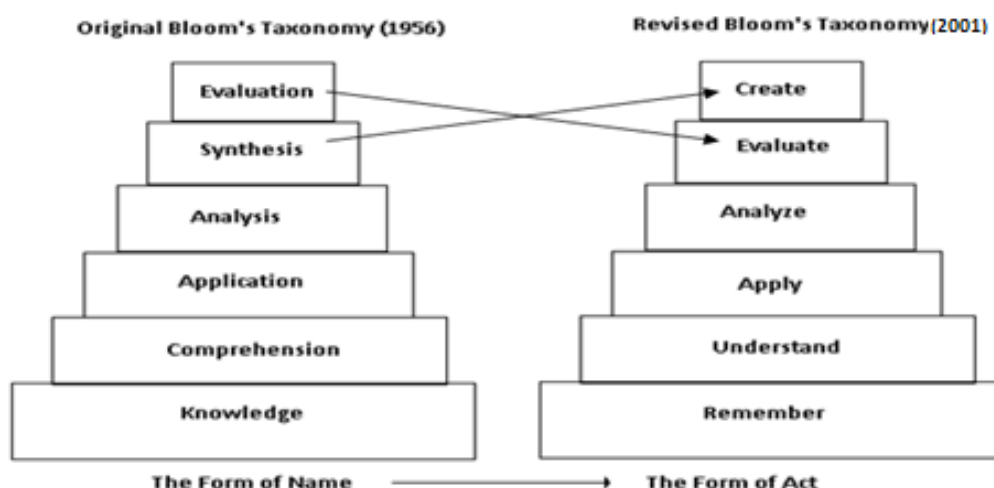 Original Bloom's Taxonomy (1956)
Evaluation
Synthesis
Analysis
Application
Comprehension
Knowledge
The Form of Name
Revised Bloom's Taxonomy (2001)
Create
Evaluate
Analyze
Apply
Understand
Remember
The Form of Act